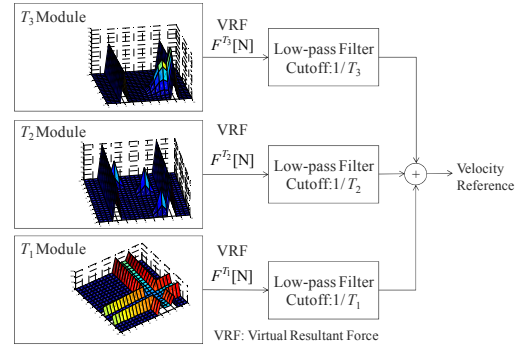 T3 Module
VRF
F^T3[N]
Low-pass Filter
Cutoff:1/T3
T2 Module
VRF
F^T2[N]
Low-pass Filter
Cutoff:1/T2
+
Velocity
Reference
T1 Module
VRF
F^T1[N]
Low-pass Filter
Cutoff:1/T1
VRF: Virtual Resultant Force